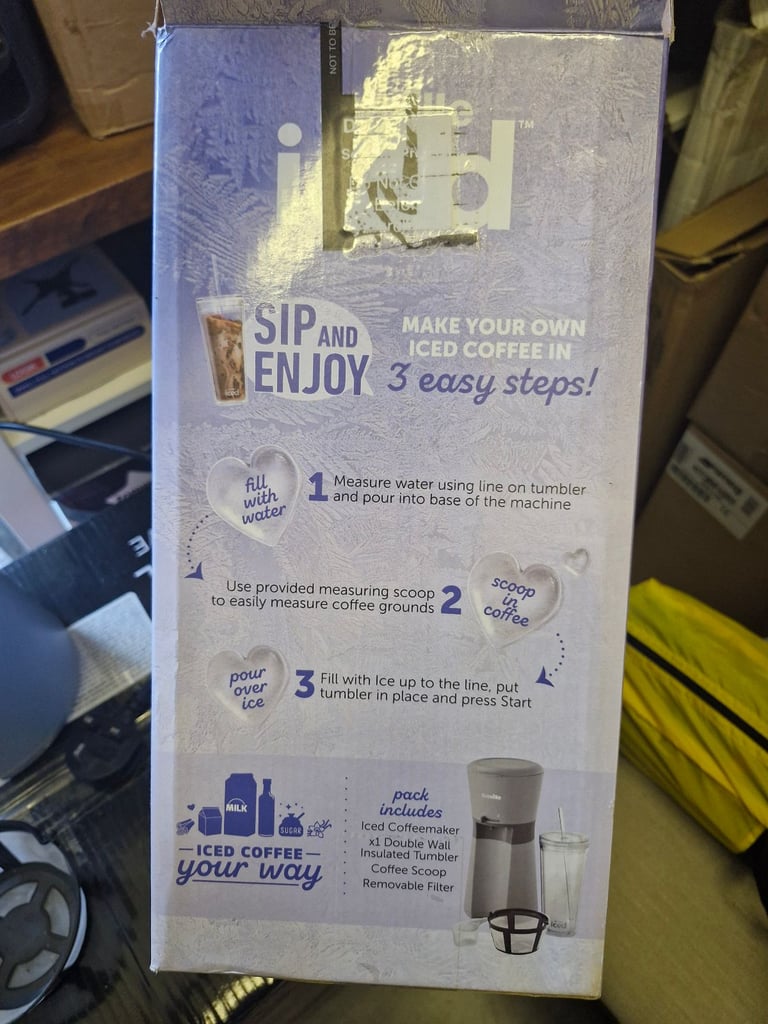 NOT TO BE
iced™
SIP AND
ENJOY
MAKE YOUR OWN
ICED COFFEE IN
3 easy steps!
fill
with
water
1 Measure water using line on tumbler
and pour into base of the machine
Use provided measuring scoop
to easily measure coffee grounds 2
scoop
in
coffee
pour
over
ice
3 Fill with Ice up to the line, put
tumbler in place and press Start
MILK
SUGAR
ICED COFFEE
your way
pack
includes
Iced Coffeemaker
x1 Double Wall
Insulated Tumbler
Coffee Scoop
Removable Filter
iced